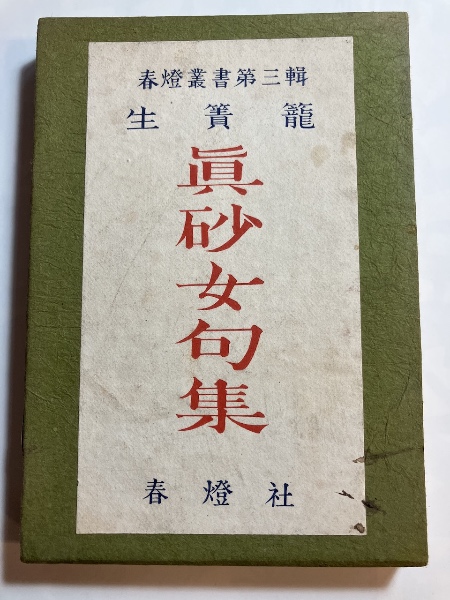 春燈叢書第三輯
生簀籠
眞砂女句集
春燈社